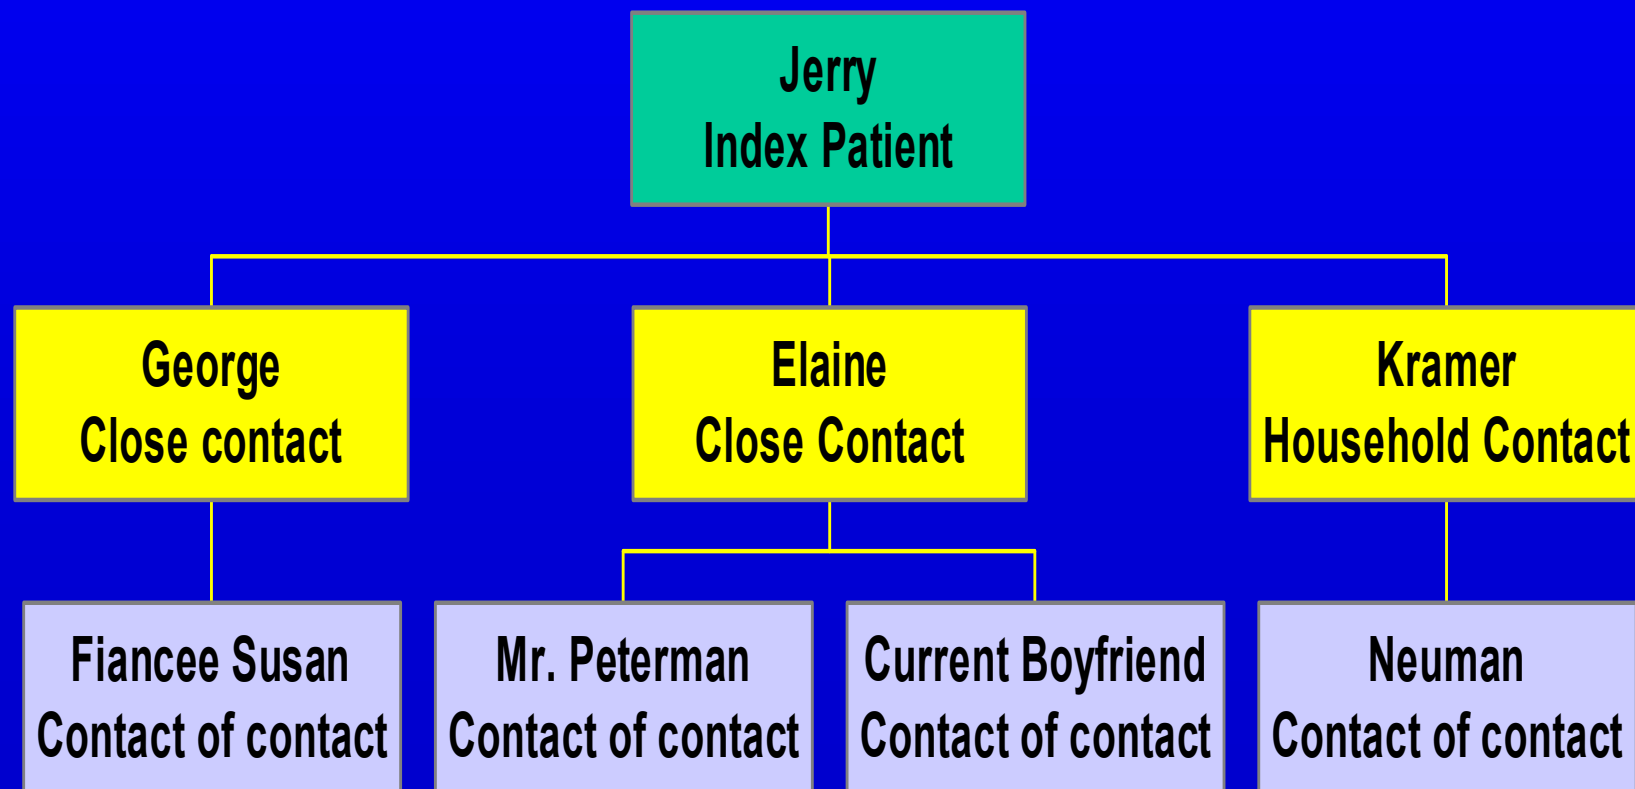 Jerry
Index Patient
George
Close contact
Elaine
Close Contact
Kramer
Household Contact
Fiancee Susan
Contact of contact
Mr. Peterman
Contact of contact
Current Boyfriend
Contact of contact
Neuman
Contact of contact